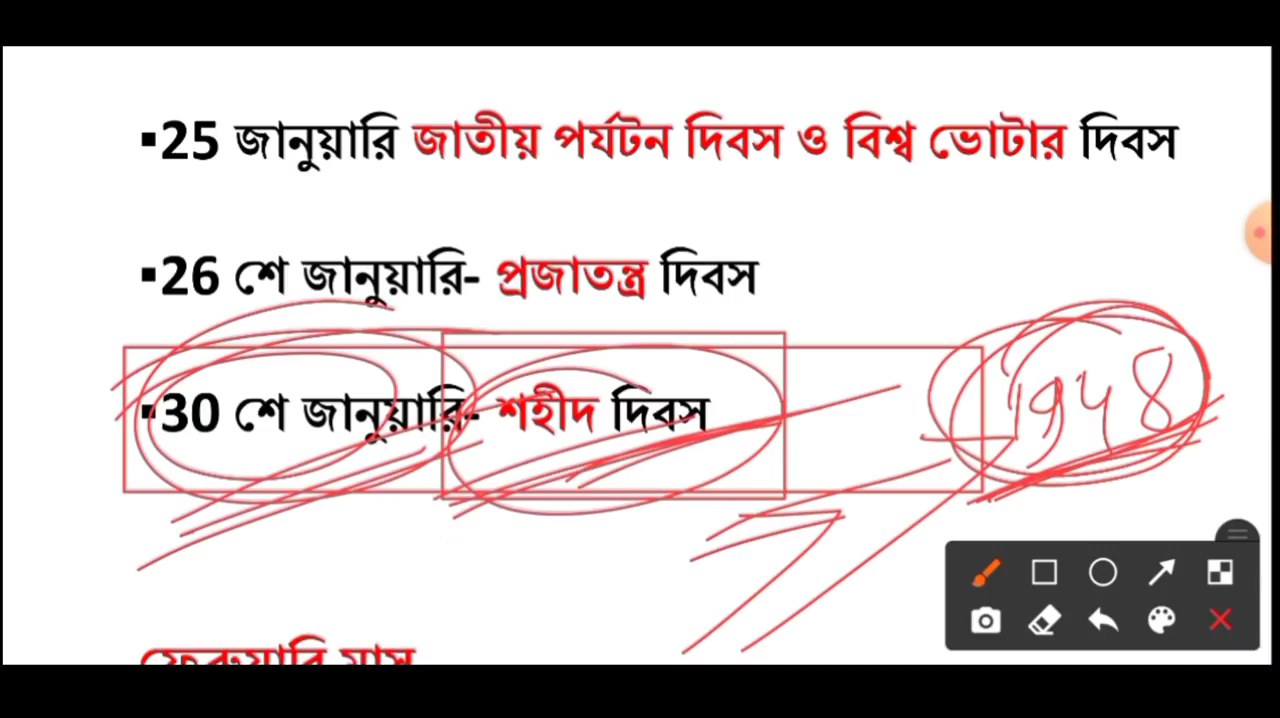 ▪25 জানুয়ারি জাতীয় পর্যটন দিবস ও বিশ্ব ভোটার দিবস
▪26 শে জানুয়ারি- প্রজাতন্ত্র দিবস
▪30 শে জানুয়ারি- শহীদ দিবস
1948
ফেব্রুয়ারি মাস